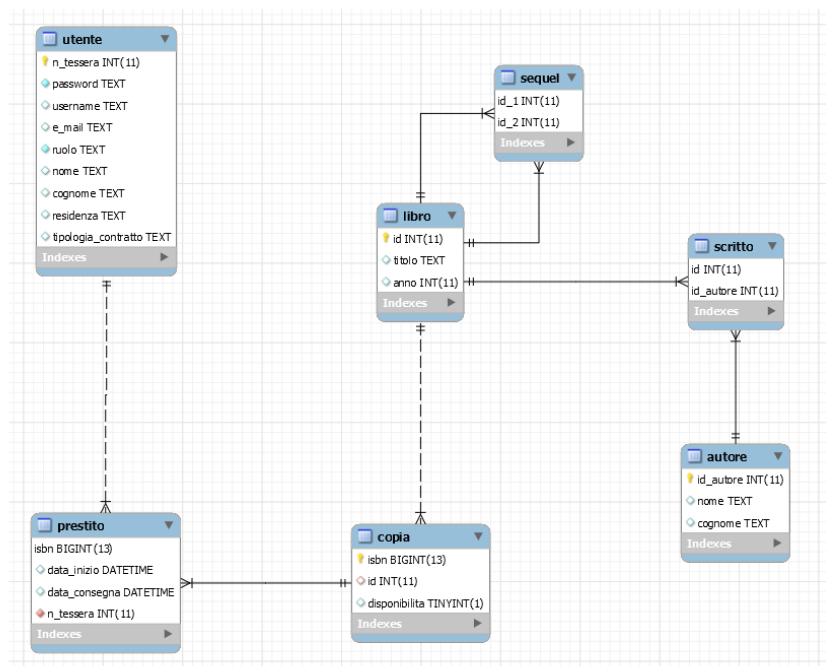 utente
n_tessera INT(11)
password TEXT
username TEXT
e_mail TEXT
ruolo TEXT
nome TEXT
cognome TEXT
residenza TEXT
tipologia_contratto TEXT
Indexes
sequel
id_1 INT(11)
id_2 INT(11)
Indexes
libro
id INT(11)
titolo TEXT
anno INT(11)
Indexes
scritto
id INT(11)
id_autore INT(11)
Indexes
autore
id_autore INT(11)
nome TEXT
cognome TEXT
Indexes
prestito
isbn BIGINT(13)
data_inizio DATETIME
data_consegna DATETIME
n_tessera INT(11)
Indexes
copia
isbn BIGINT(13)
id INT(11)
disponibilita TINYINT(1)
Indexes